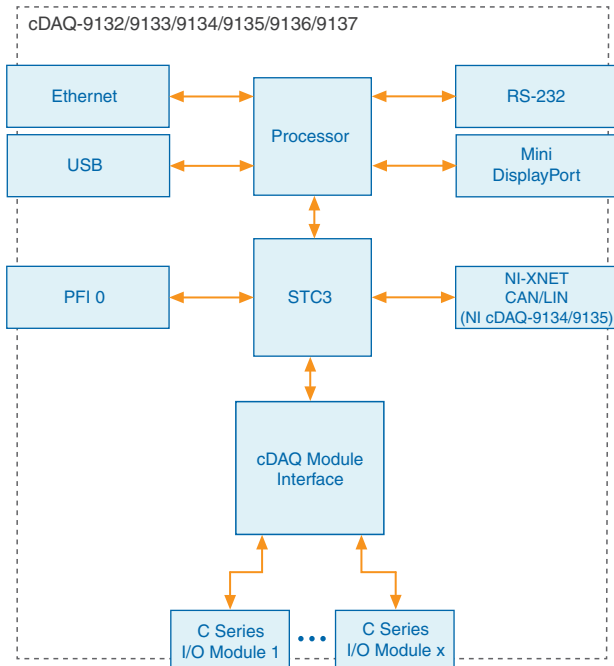 cDAQ-9132/9133/9134/9135/9136/9137
Ethernet
Processor
RS-232
USB
Mini
DisplayPort
PFI 0
STC3
NI-XNET
CAN/LIN
(NI cDAQ-9134/9135)
cDAQ Module
Interface
C Series
I/O Module 1
C Series
I/O Module x